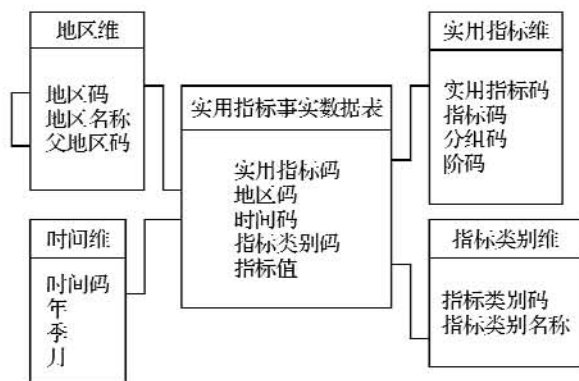 地区维
地区码
地区名称
父地区码
实用指标事实数据表
实用指标码
地区码
时间码
指标类别码
指标值
实用指标维
实用指标码
指标码
分组码
阶码
时间维
时间码
年
季
月
指标类别维
指标类别码
指标类别名称